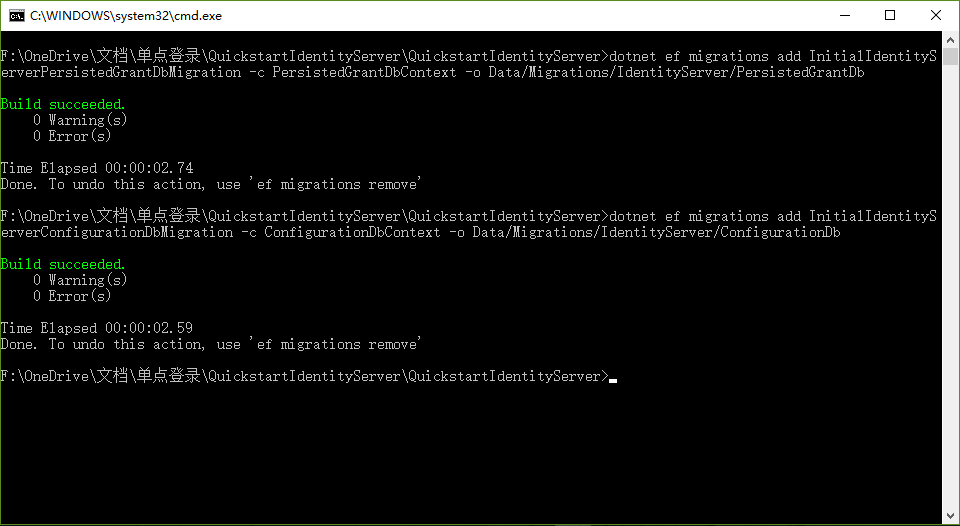 C:\WINDOWS\system32\cmd.exe
F:\OneDrive\文档\单点登录\QuickstartIdentityServer\QuickstartIdentityServer>dotnet ef migrations add InitialIdentityS
erverPersistedGrantDbMigration -c PersistedGrantDbContext -o Data/Migrations/IdentityServer/PersistedGrantDb
Build succeeded.
    0 Warning(s)
    0 Error(s)
Time Elapsed 00:00:02.74
Done. To undo this action, use 'ef migrations remove'
F:\OneDrive\文档\单点登录\QuickstartIdentityServer\QuickstartIdentityServer>dotnet ef migrations add InitialIdentityS
erverConfigurationDbMigration -c ConfigurationDbContext -o Data/Migrations/IdentityServer/ConfigurationDb
Build succeeded.
    0 Warning(s)
    0 Error(s)
Time Elapsed 00:00:02.59
Done. To undo this action, use 'ef migrations remove'
F:\OneDrive\文档\单点登录\QuickstartIdentityServer\QuickstartIdentityServer>